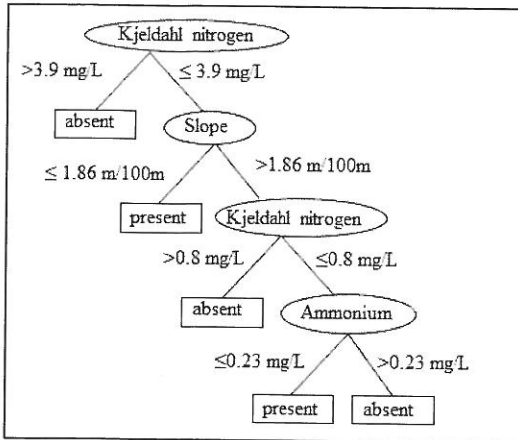 Kjeldahl nitrogen
>3.9 mg/L
≤ 3.9 mg/L
absent
Slope
≤ 1.86 m/100m
>1.86 m/100m
present
Kjeldahl nitrogen
>0.8 mg/L
≤0.8 mg/L
absent
Ammonium
≤0.23 mg/L
>0.23 mg/L
present
absent